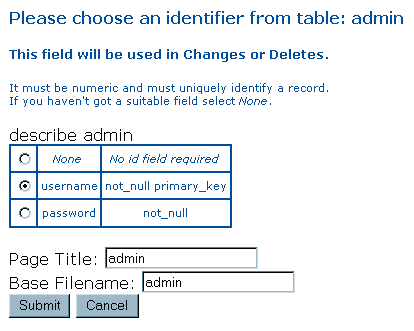 Please choose an identifier from table: admin
This field will be used in Changes or Deletes.
It must be numeric and must uniquely identify a record.
If you haven't got a suitable field select None.
describe admin
None No id field required
username not_null primary_key
password not_null
Page Title: admin
Base Filename: admin
Submit Cancel